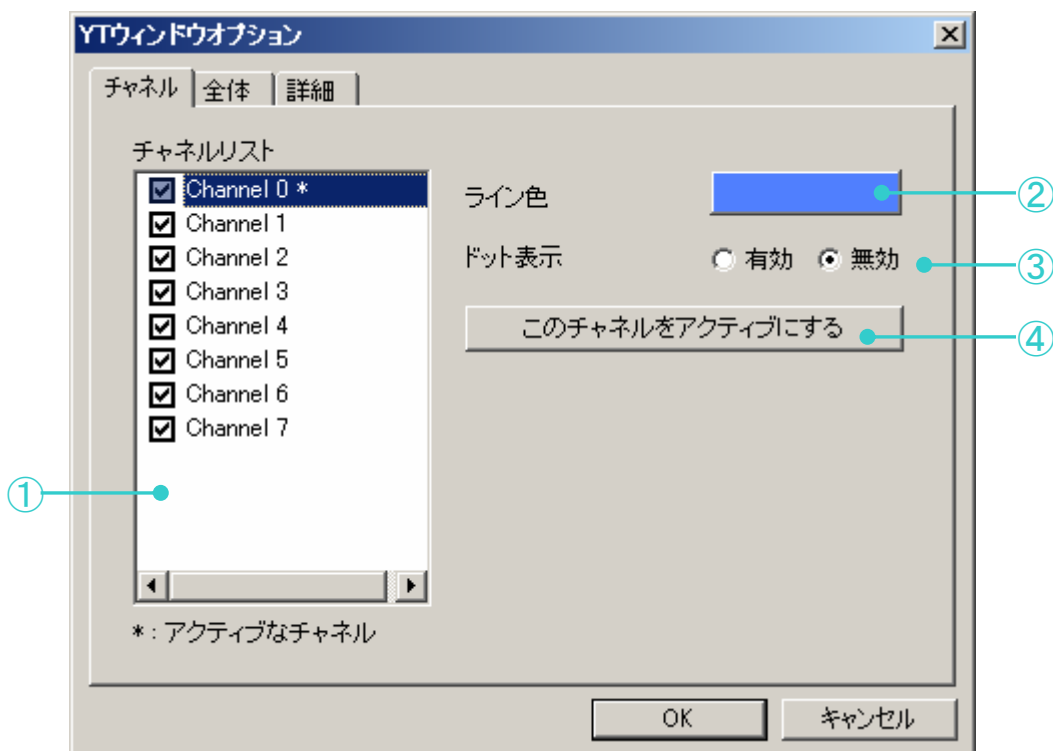 YTウィンドウオプション
チャネル 全体 詳細
チャネルリスト
Channel 0 *
Channel 1
Channel 2
Channel 3
Channel 4
Channel 5
Channel 6
Channel 7
* : アクティブなチャネル
ライン色
ドット表示 有効 無効
このチャネルをアクティブにする
OK キャンセル
①
②
③
④